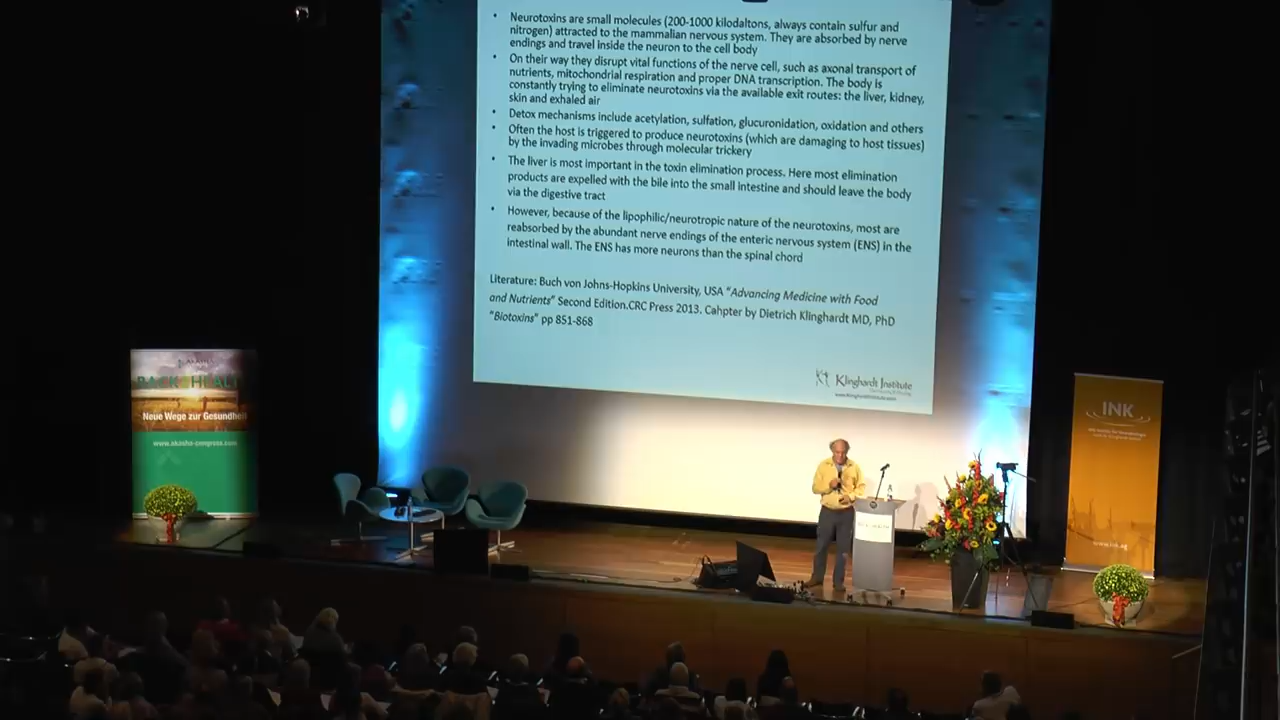 • Neurotoxins are small molecules (200-1000 kilodaltons, always contain sulfur and
nitrogen) attracted to the mammalian nervous system. They are absorbed by nerve
endings and travel inside the neuron to the cell body
• On their way they disrupt vital functions of the nerve cell, such as axonal transport of
nutrients, mitochondrial respiration and proper DNA transcription. The body is
constantly trying to eliminate neurotoxins via the available exit routes: the liver, kidney,
skin and exhaled air
• Detox mechanisms include acetylation, sulfation, glucuronidation, oxidation and others
• Often the host is triggered to produce neurotoxins (which are damaging to host tissues)
by the invading microbes through molecular trickery
• The liver is most important in the toxin elimination process. Here most elimination
products are expelled with the bile into the small intestine and should leave the body
via the digestive tract
• However, because of the lipophilic/neurotropic nature of the neurotoxins, most are
reabsorbed by the abundant nerve endings of the enteric nervous system (ENS) in the
intestinal wall. The ENS has more neurons than the spinal chord
Literature: Buch von Johns-Hopkins University, USA "Advancing Medicine with Food
and Nutrients" Second Edition.CRC Press 2013. Cahpter by Dietrich Klinghardt MD, PhD
"Biotoxins" pp 851-868
Klinghardt Institute
www.klinghardtinstitute.com
Neue Wege zur Gesundheit
www.akasha-congress.com
INK
www.ink.ag